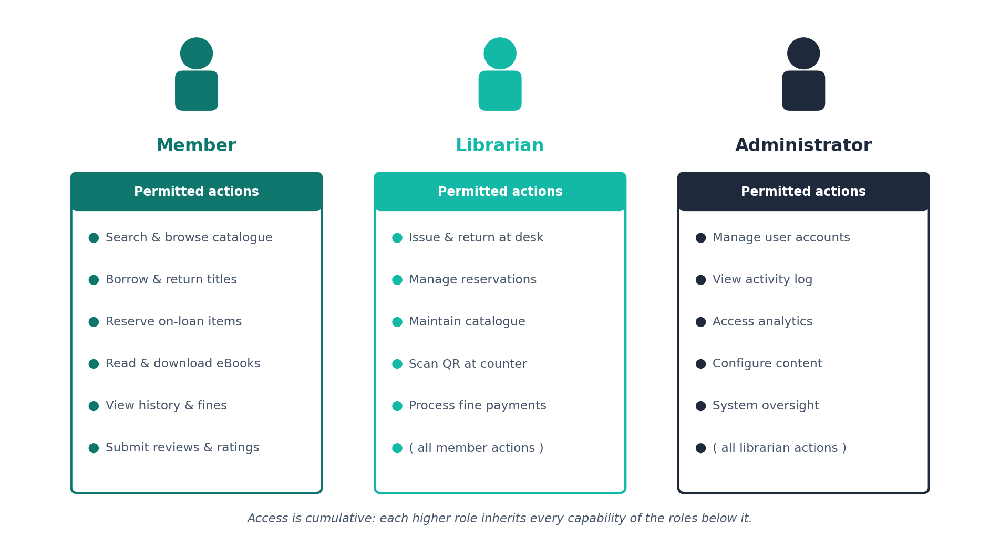 Member
Permitted actions
Search & browse catalogue
Borrow & return titles
Reserve on-loan items
Read & download eBooks
View history & fines
Submit reviews & ratings
Librarian
Permitted actions
Issue & return at desk
Manage reservations
Maintain catalogue
Scan QR at counter
Process fine payments
( all member actions )
Administrator
Permitted actions
Manage user accounts
View activity log
Access analytics
Configure content
System oversight
( all librarian actions )
Access is cumulative: each higher role inherits every capability of the roles below it.